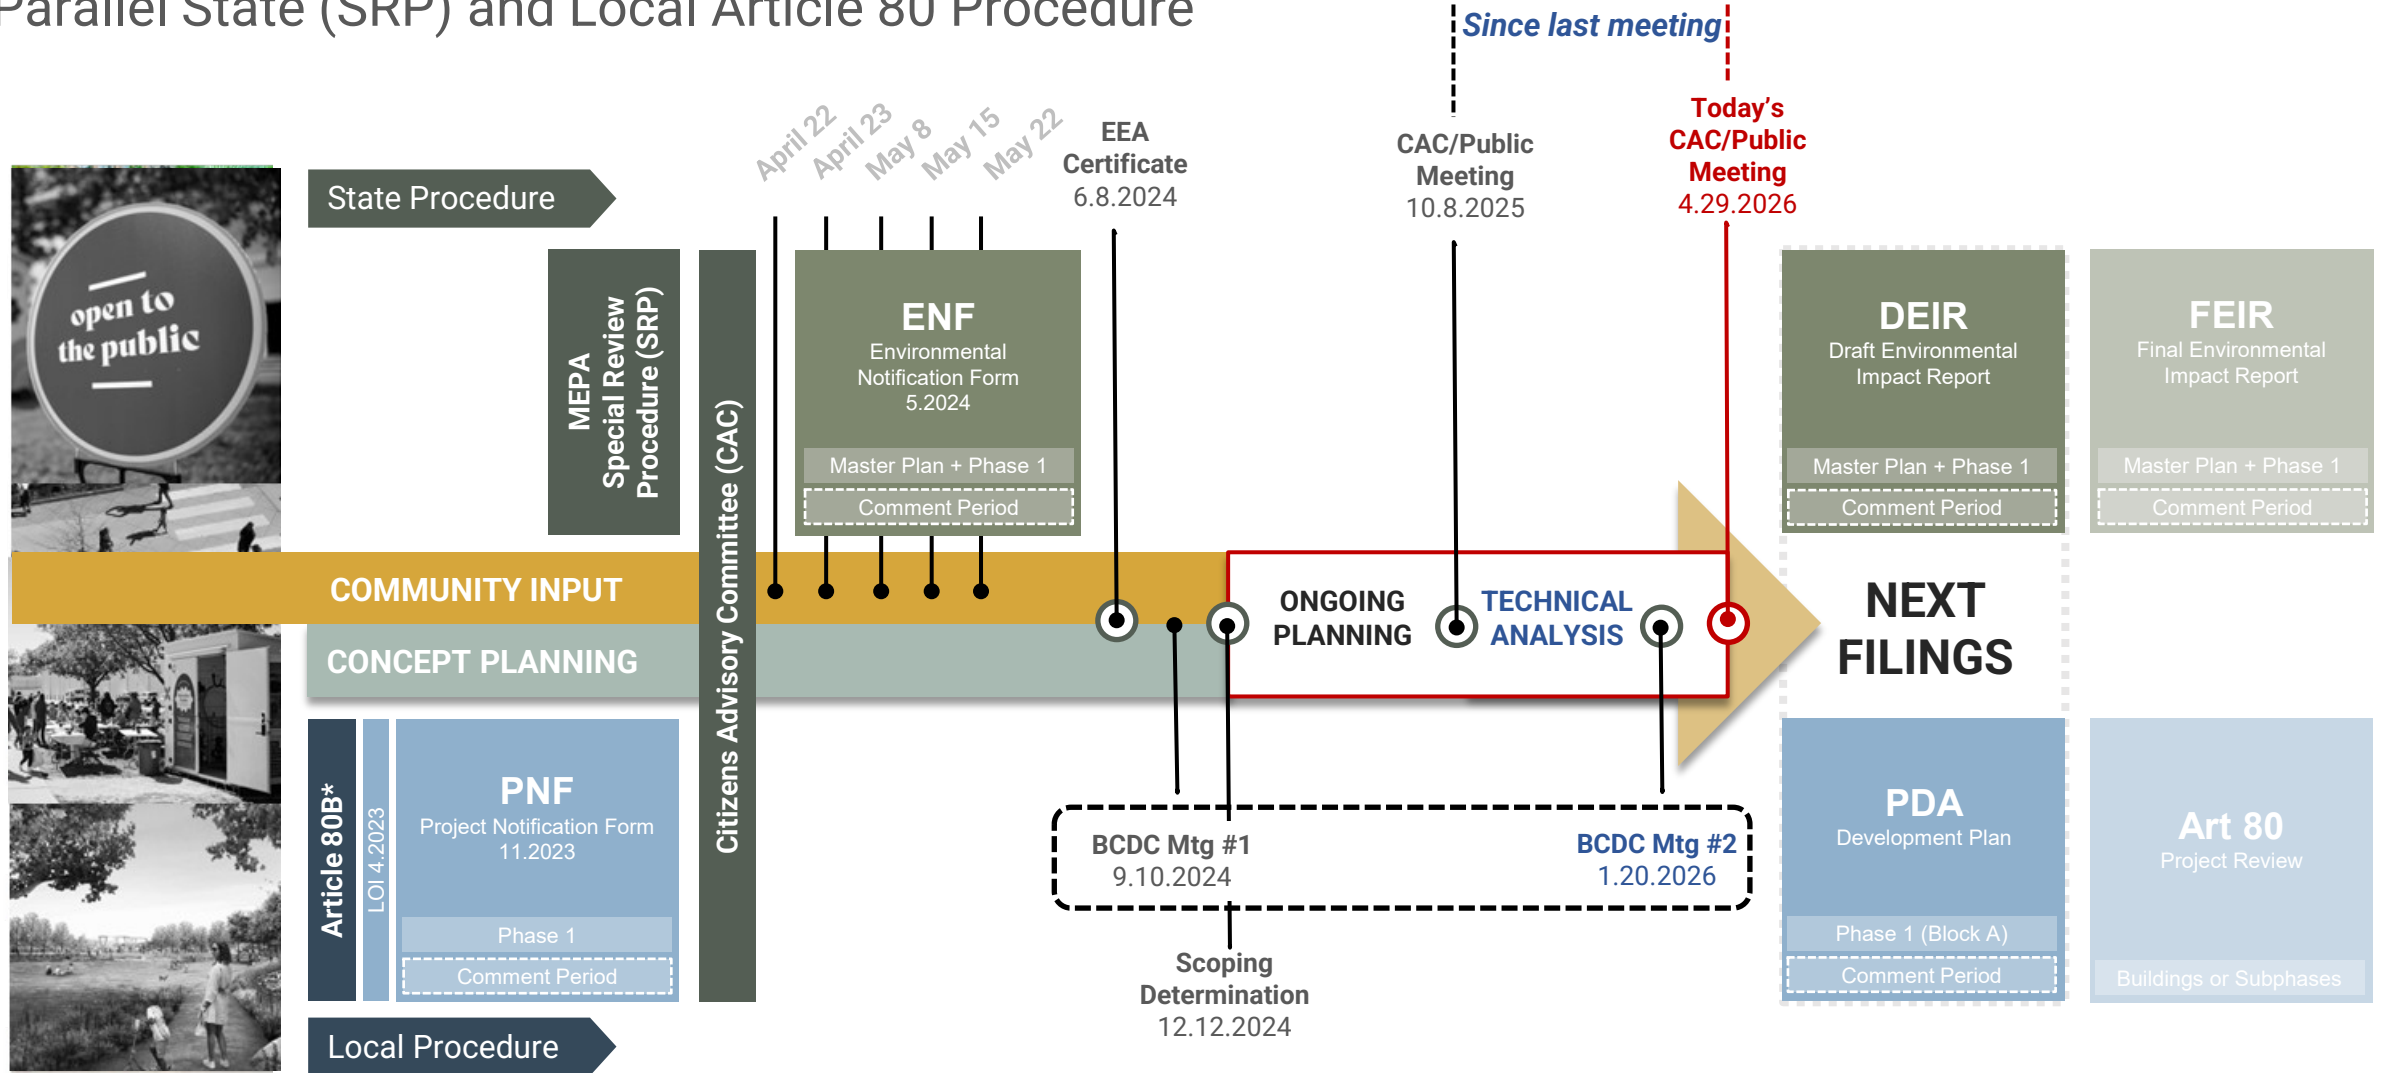 Parallel State (SRP) and Local Article 80 Procedure
Since last meeting
April 22
April 23
May 8
May 15
May 22
EEA
Certificate
6.8.2024
CAC/Public
Meeting
10.8.2025
Today's
CAC/Public
Meeting
4.29.2026
open to
the public
State Procedure
MEPA
Special Review
Procedure (SRP)
Citizens Advisory Committee (CAC)
ENF
Environmental
Notification Form
5.2024
Master Plan + Phase 1
Comment Period
DEIR
Draft Environmental
Impact Report
Master Plan + Phase 1
Comment Period
FEIR
Final Environmental
Impact Report
Master Plan + Phase 1
Comment Period
COMMUNITY INPUT
CONCEPT PLANNING
ONGOING
PLANNING
TECHNICAL
ANALYSIS
NEXT
FILINGS
Article 80B*
LOI 4.2023
PNF
Project Notification Form
11.2023
Phase 1
Comment Period
BCDC Mtg #1
9.10.2024
BCDC Mtg #2
1.20.2026
Scoping
Determination
12.12.2024
PDA
Development Plan
Phase 1 (Block A)
Comment Period
Art 80
Project Review
Buildings or Subphases
Local Procedure